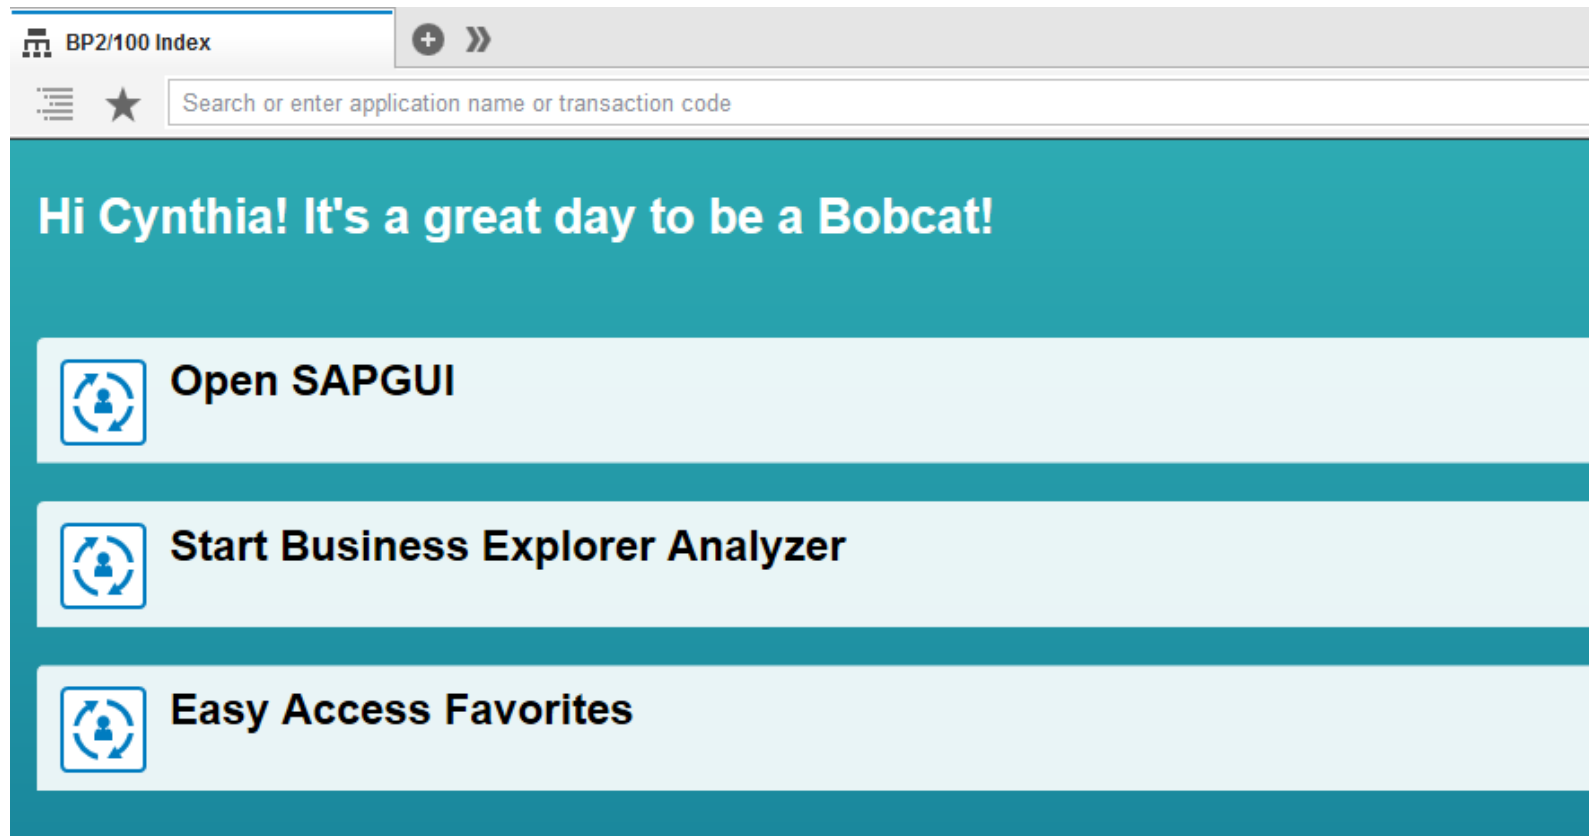 BP2/100 Index
Search or enter application name or transaction code
Hi Cynthia! It's a great day to be a Bobcat!
Open SAPGUI
Start Business Explorer Analyzer
Easy Access Favorites